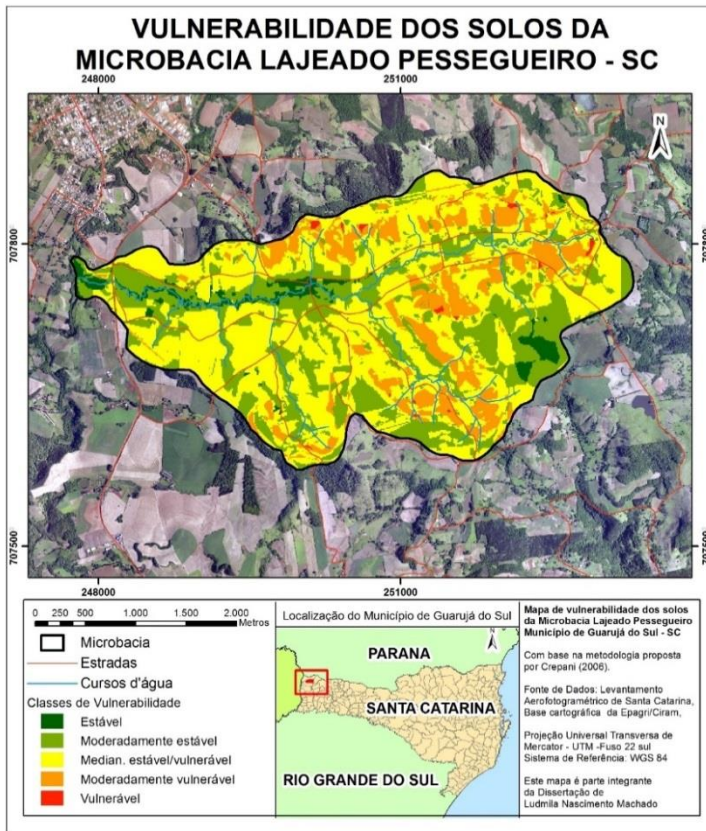 VULNERABILIDADE DOS SOLOS DA
MICROBACIA LAJEADO PESSEGUEIRO - SC
248000 251000
N
707800 707800
707500 707500
248000 251000
0 250 500 1.000 1.500 2.000
Metros
Microbacia
Estradas
Cursos d'água
Classes de Vulnerabilidade
Estável
Moderadamente estável
Median. estável/vulnerável
Moderadamente vulnerável
Vulnerável
Localização do Município de Guarujá do Sul
N
PARANA
SANTA CATARINA
RIO GRANDE DO SUL
Mapa de vulnerabilidade dos solos
da Microbacia Lajeado Pessegueiro
Município de Guarujá do Sul - SC
Com base na metodologia proposta
por Crepani (2006).
Fonte de Dados: Levantamento
Aerofotogramétrico de Santa Catarina,
Base cartográfica da Epagri/Ciram,
Projeção Universal Transversa de
Mercator - UTM -Fuso 22 sul
Sistema de Referência: WGS 84
Este mapa é parte integrante
da Dissertação de
Ludmila Nascimento Machado